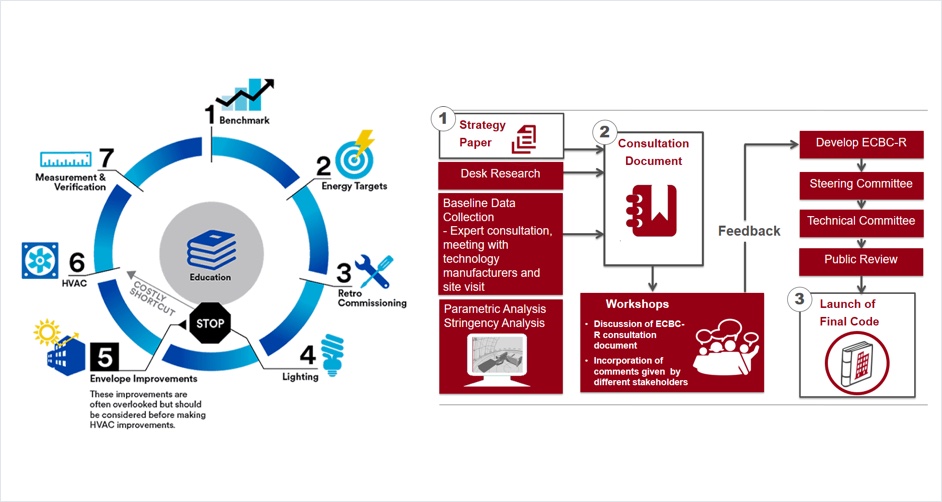 1
Benchmark
2
Energy Targets
3
Retro
Commissioning
4
Lighting
5
Envelope Improvements
These improvements are
often overlooked but should
be considered before making
HVAC improvements.
6
HVAC
7
Measurement &
Verification
Education
COSTLY
SHORTCUT
STOP
1
Strategy
Paper
Desk Research
Baseline Data
Collection
- Expert consultation,
meeting with
technology
manufacturers and
site visit
Parametric Analysis
Stringency Analysis
2
Consultation
Document
Workshops
• Discussion of ECBC-
R consultation
document
• Incorporation of
comments given by
different stakeholders
Feedback
Develop ECBC-R
Steering Committee
Technical Committee
Public Review
3
Launch of
Final Code